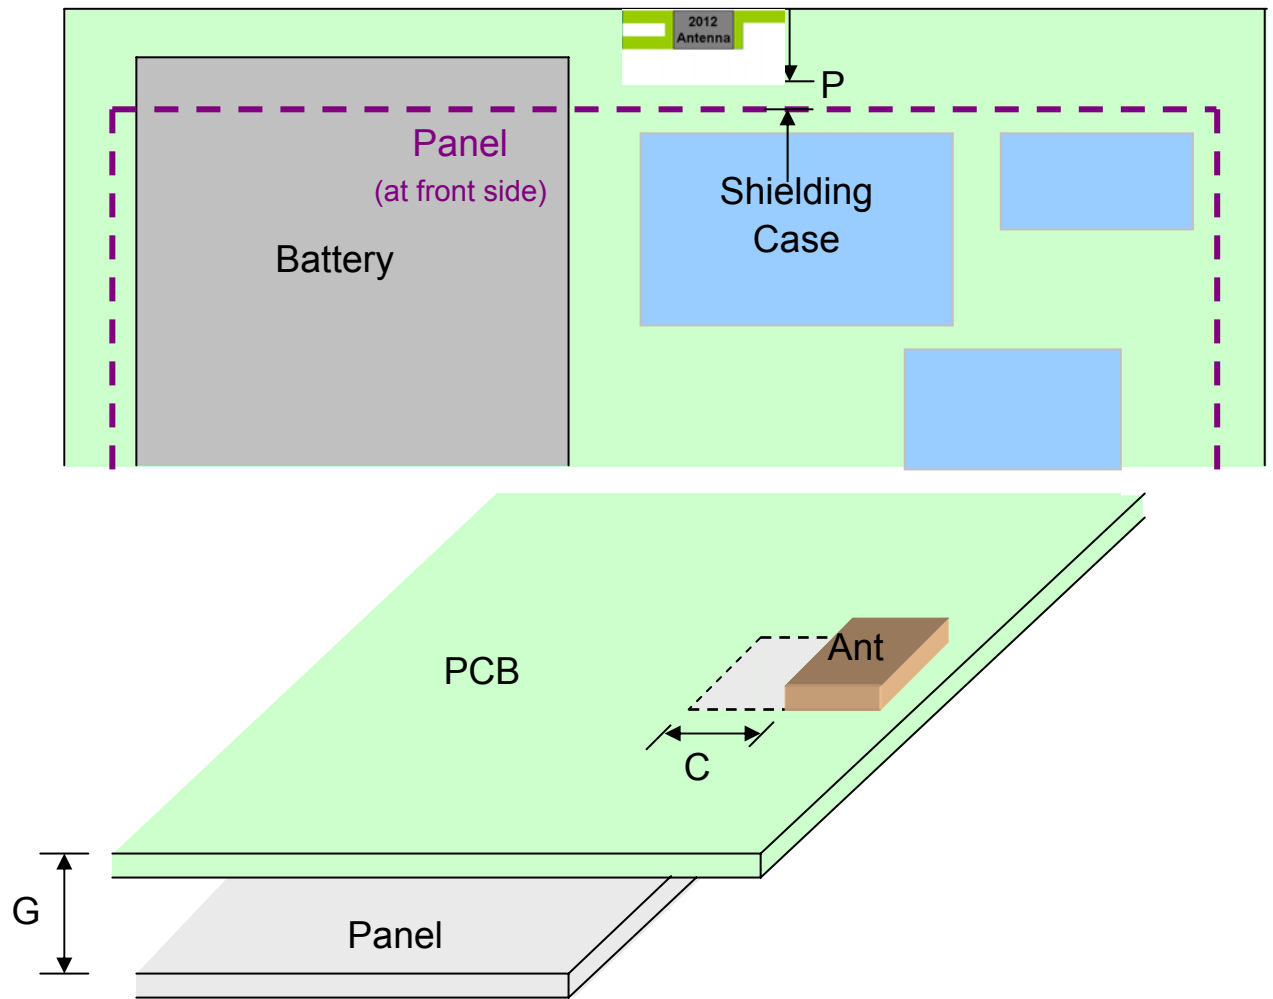 2012
Antenna
P
Panel
(at front side)
Shielding
Case
Battery
Ant
PCB
C
G
Panel